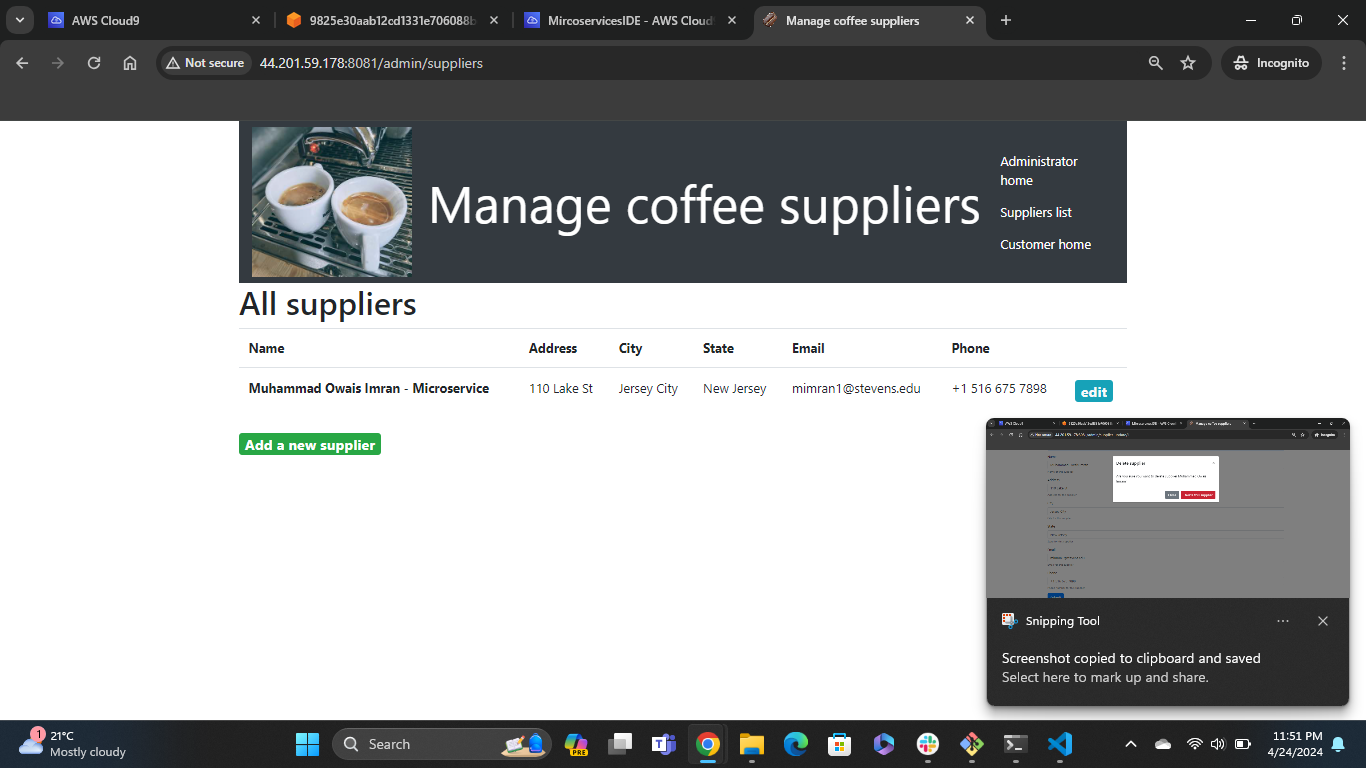 AWS Cloud9
9825e30aab12cd1331e706088b
MircoservicesIDE - AWS Cloud9
Manage coffee suppliers
Not secure
44.201.59.178:8081/admin/suppliers
Incognito
Manage coffee suppliers
Administrator
home
Suppliers list
Customer home
All suppliers
Name Address City State Email Phone
Muhammad Owais Imran - Microservice 110 Lake St Jersey City New Jersey mimran1@stevens.edu +1 516 675 7898 edit
Add a new supplier
Delete supplier
Snipping Tool
Screenshot copied to clipboard and saved
Select here to mark up and share.
1
21°C
Mostly cloudy
Search
PRE
11:51 PM
4/24/2024